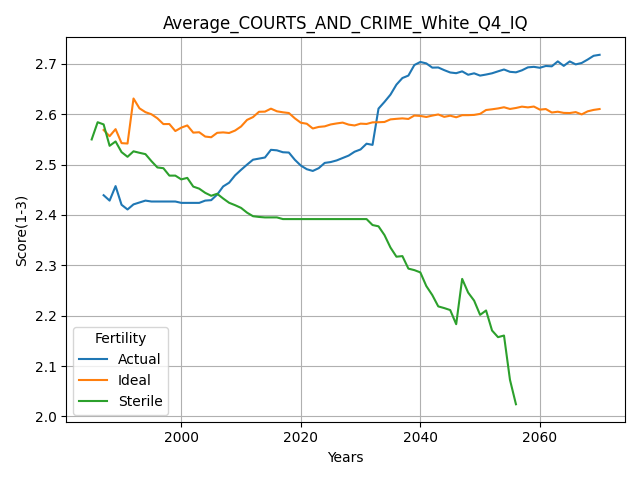 Average_COURTS_AND_CRIME_White_Q4_IQ
Score(1-3)
2.7
2.6
2.5
2.4
2.3
2.2
2.1
2.0
Fertility
Actual
Ideal
Sterile
2000 2020 2040 2060
Years